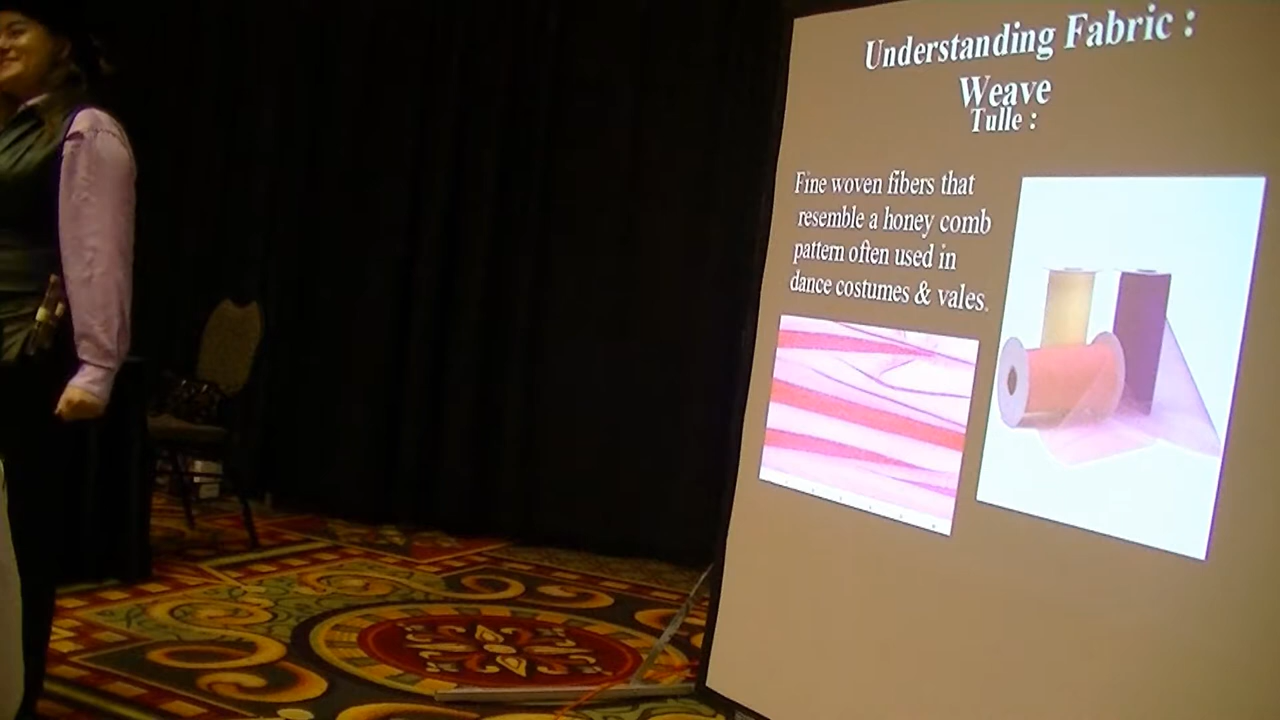 Understanding Fabric :
Weave
Tulle :
Fine woven fibers that
resemble a honey comb
pattern often used in
dance costumes & vales.